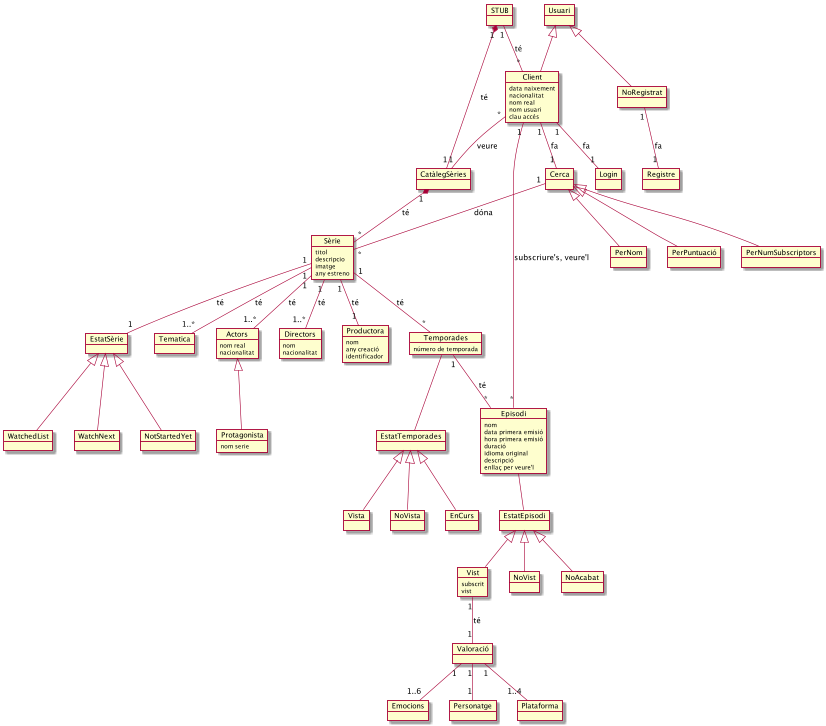 STUB
Usuari
1
1
té
*
Client
data naixement
nacionalitat
nom real
nom usuari
clau accés
NoRegistrat
té
*
1
1
1
1
veure
fa
fa
fa
1
1
1
1
1
CatàlegSèries
Cerca
Login
Registre
1
1
té
dóna
*
*
Sèrie
titol
descripcio
imatge
any estreno
subscriure's, veure'l
PerNom
PerPuntuació
PerNumSubscriptors
1
1
1
1
1
1
té
té
té
té
té
té
1
1..*
1..*
1..*
1
*
EstatSèrie
Tematica
Actors
nom real
nacionalitat
Directors
nom
nacionalitat
Productora
nom
any creació
identificador
Temporades
número de temporada
1
té
*
*
WatchedList
WatchNext
NotStartedYet
Protagonista
nom serie
EstatTemporades
Episodi
nom
data primera emisió
hora primera emisió
duració
idioma original
descripció
enllaç per veure'l
Vista
NoVista
EnCurs
EstatEpisodi
Vist
subscrit
vist
NoVist
NoAcabat
1
té
1
Valoració
1
1
1
1..6
1
1..4
Emocions
Personatge
Plataforma